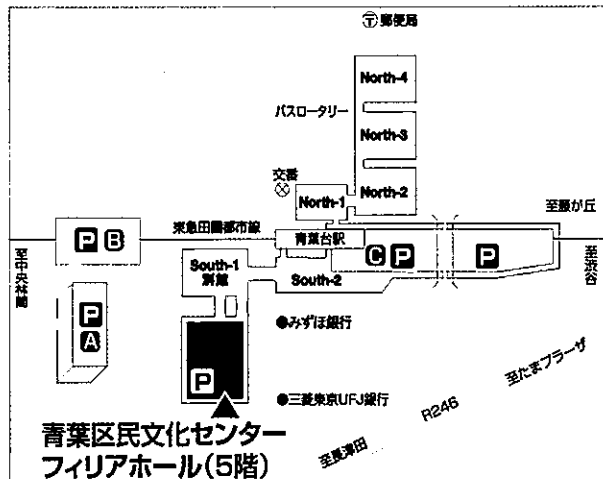 〒郵便局
North-4
バスロータリー
North-3
交番
North-1
North-2
至藤が丘
東急田園都市線
青葉台駅
P B
C P
P
至中央林間
至渋谷
South-1
別館
South-2
P
A
●みずほ銀行
P
至たまプラーザ
●三菱東京UFJ銀行
R246
青葉区民文化センター
フィリアホール(5階)
至長津田